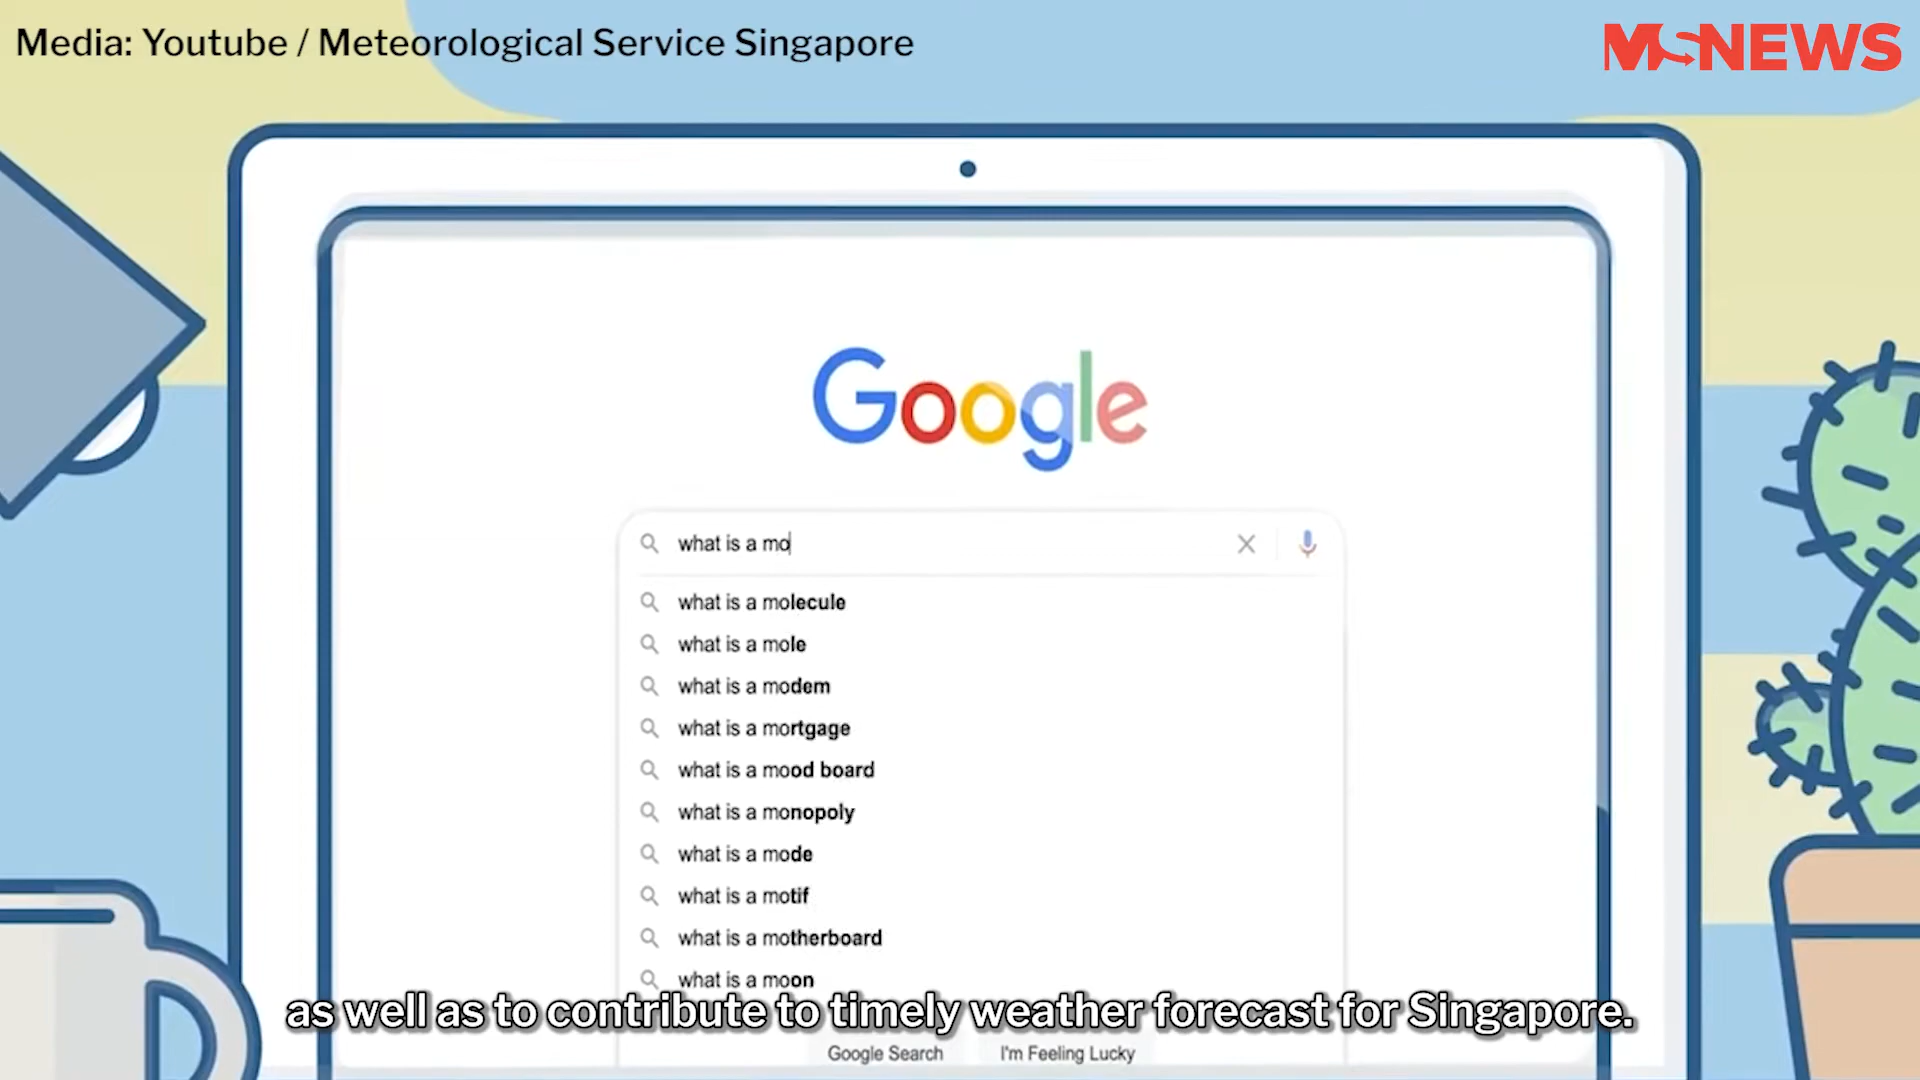 Media: Youtube / Meteorological Service Singapore
MSNEWS
Google
what is a mo
what is a molecule
what is a mole
what is a modem
what is a mortgage
what is a mood board
what is a monopoly
what is a mode
what is a motif
what is a motherboard
what is a moon
as well as to contribute to timely weather forecast for Singapore.
Google Search I'm Feeling Lucky